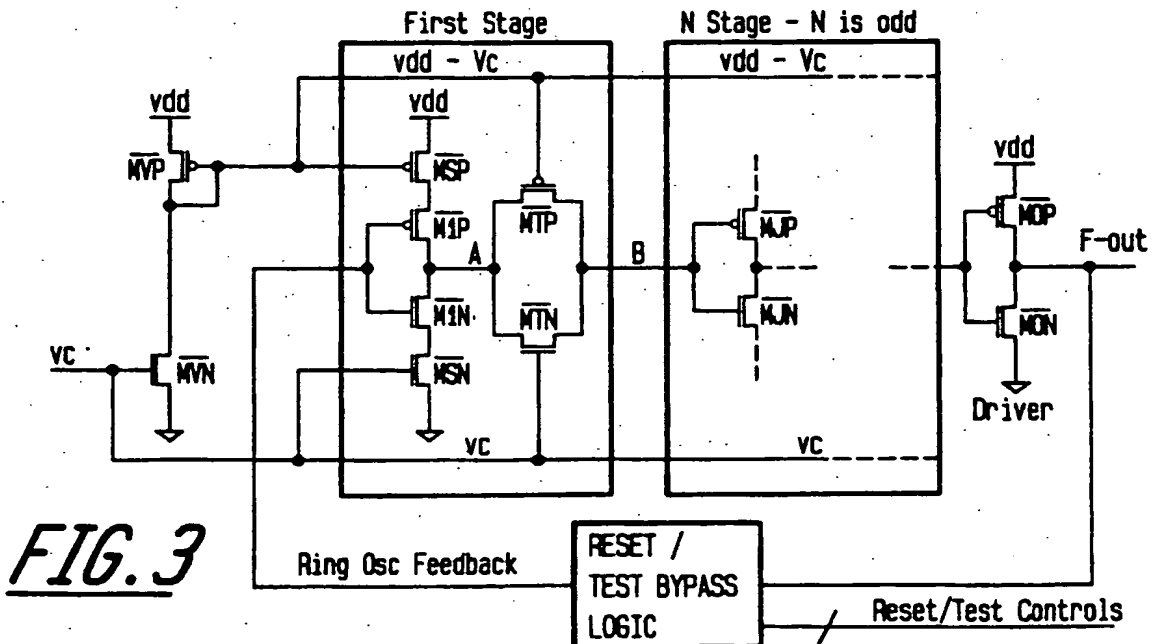 First Stage
N Stage - N is odd
vdd - Vc
vdd - Vc
vdd
vdd
vdd
MVP
MSP
MTP
M1P
MJP
MOP
F-out
A
B
M1N
MTN
MJN
MON
vc
MVN
MSN
Driver
vc
vc
FIG. 3
Ring Osc Feedback
RESET /
TEST BYPASS
LOGIC
Reset/Test Controls